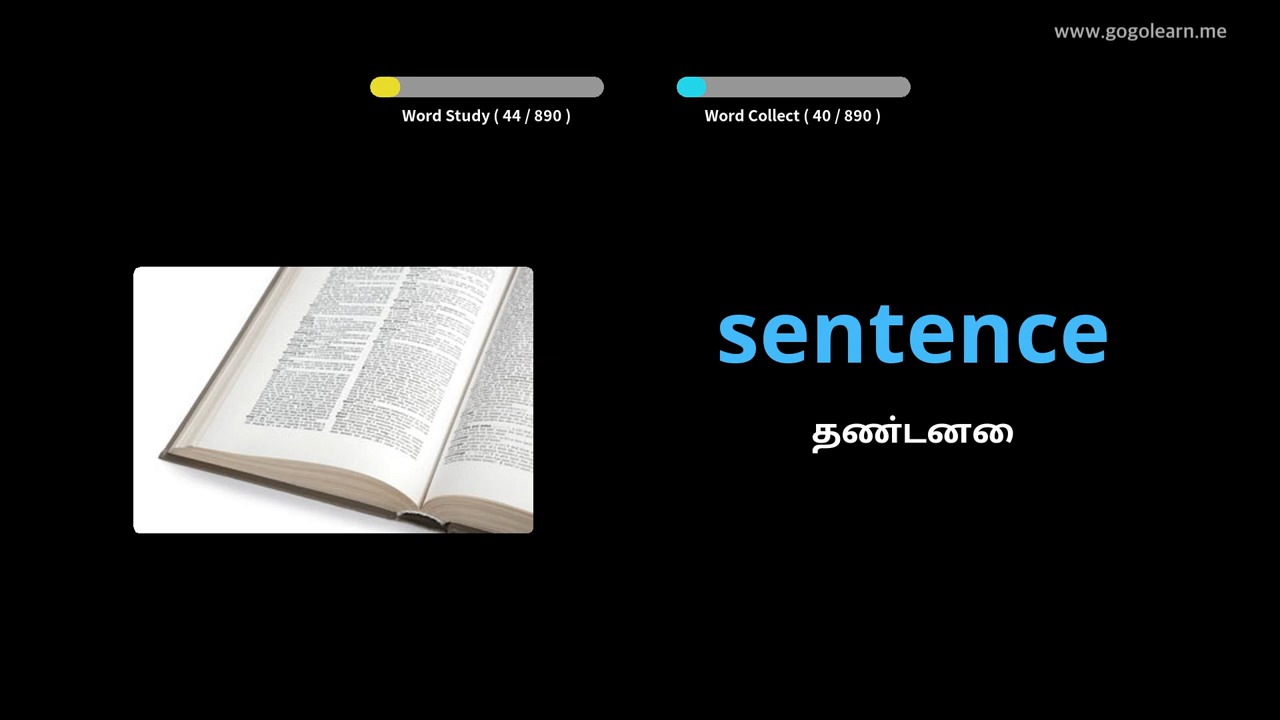 www.gogolearn.me
Word Study ( 44 / 890 )
Word Collect ( 40 / 890 )
sentence
தண்டனை